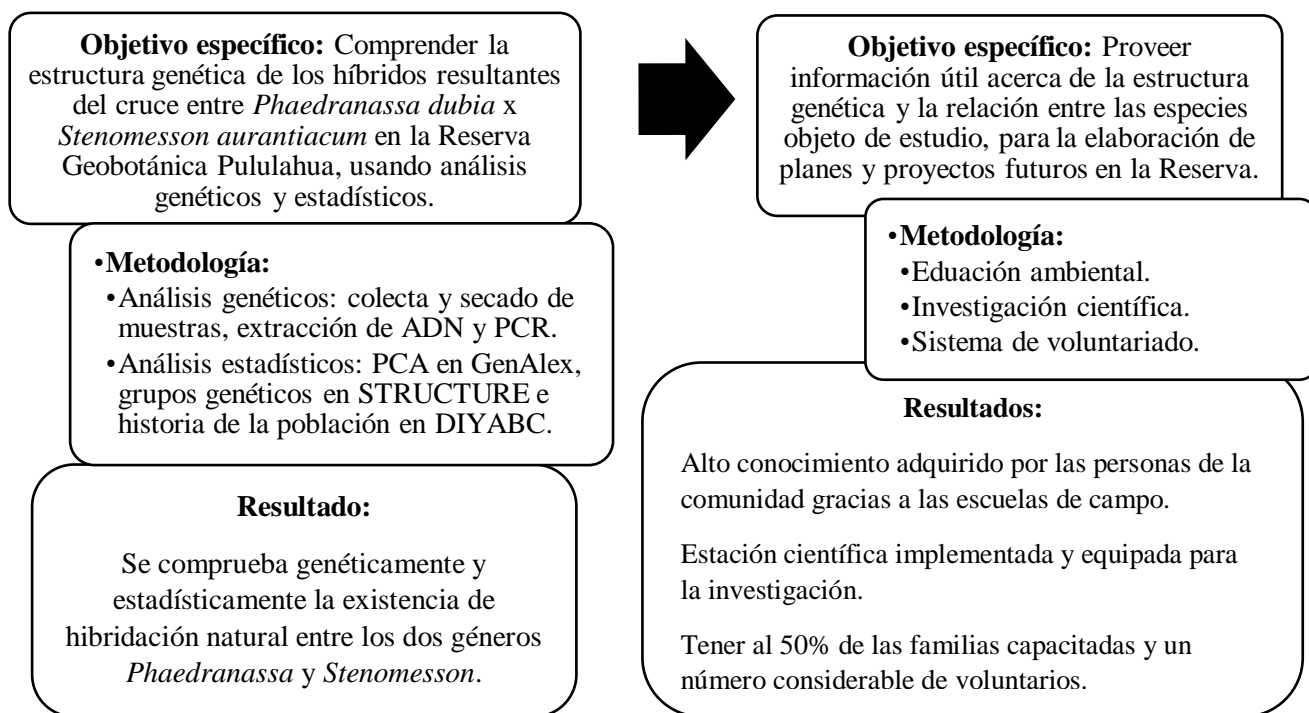 Objetivo específico: Comprender la
estructura genética de los híbridos resultantes
del cruce entre Phaedranassa dubia x
Stenomesson aurantiacum en la Reserva
Geobotánica Pululahua, usando análisis
genéticos y estadísticos.
•Metodología:
•Análisis genéticos: colecta y secado de
muestras, extracción de ADN y PCR.
•Análisis estadísticos: PCA en GenAlex,
grupos genéticos en STRUCTURE e
historia de la población en DIYABC.
Resultado:
Se comprueba genéticamente y
estadísticamente la existencia de
hibridación natural entre los dos géneros
Phaedranassa y Stenomesson.
Objetivo específico: Proveer
información útil acerca de la estructura
genética y la relación entre las especies
objeto de estudio, para la elaboración de
planes y proyectos futuros en la Reserva.
•Metodología:
•Eduación ambiental.
•Investigación científica.
•Sistema de voluntariado.
Resultados:
Alto conocimiento adquirido por las personas de la
comunidad gracias a las escuelas de campo.
Estación científica implementada y equipada para
la investigación.
Tener al 50% de las familias capacitadas y un
número considerable de voluntarios.